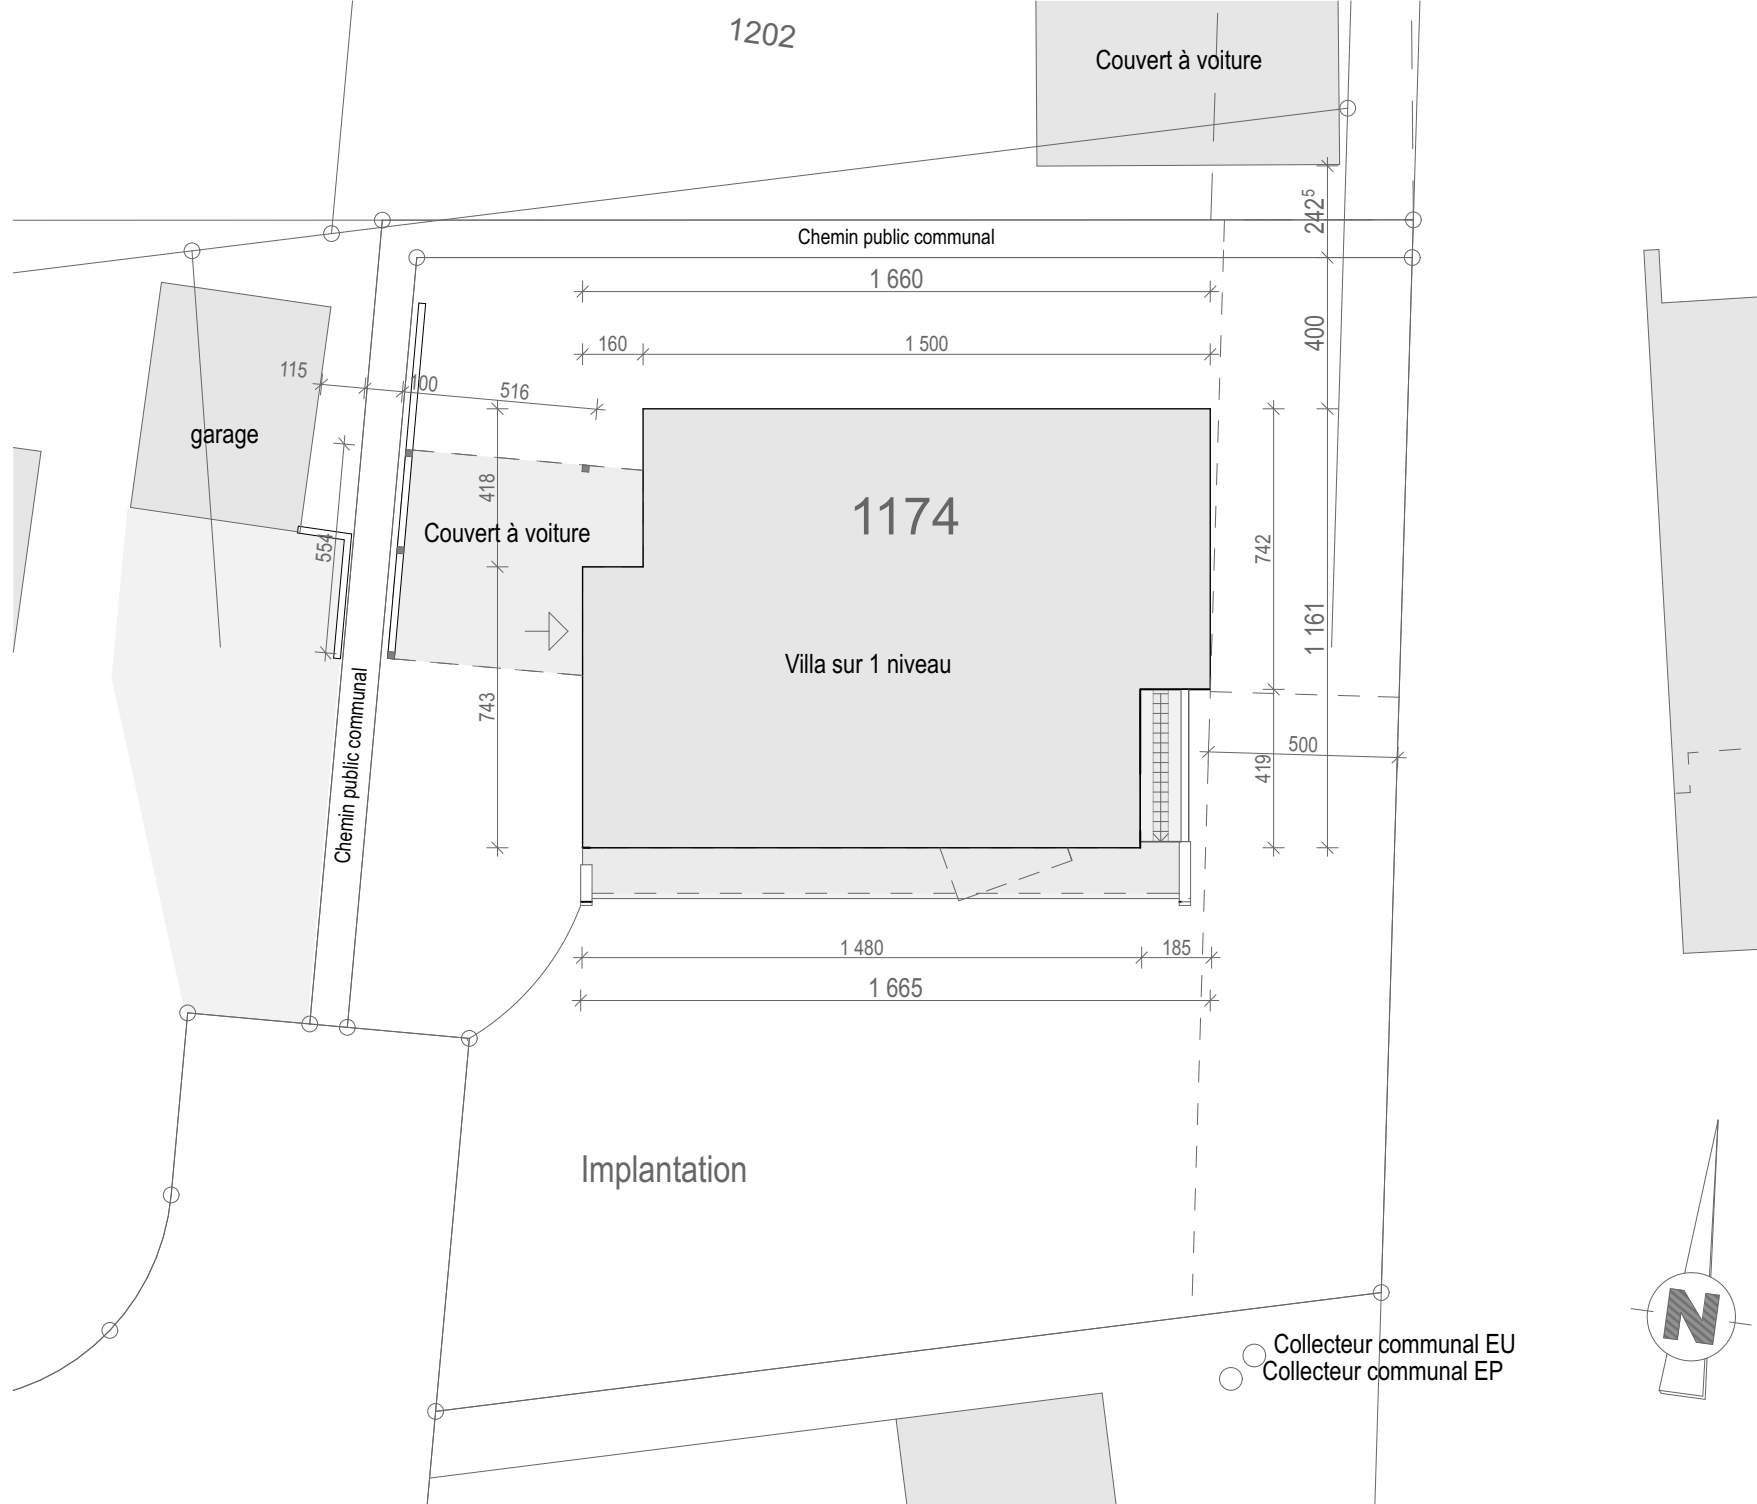 1202
Couvert à voiture
242⁵
Chemin public communal
1 660
400
160
1 500
115
100
516
garage
418
1174
Couvert à voiture
554
742
1 161
Villa sur 1 niveau
743
Chemin public communal
500
419
1 480
185
1 665
Implantation
N
Collecteur communal EU
Collecteur communal EP